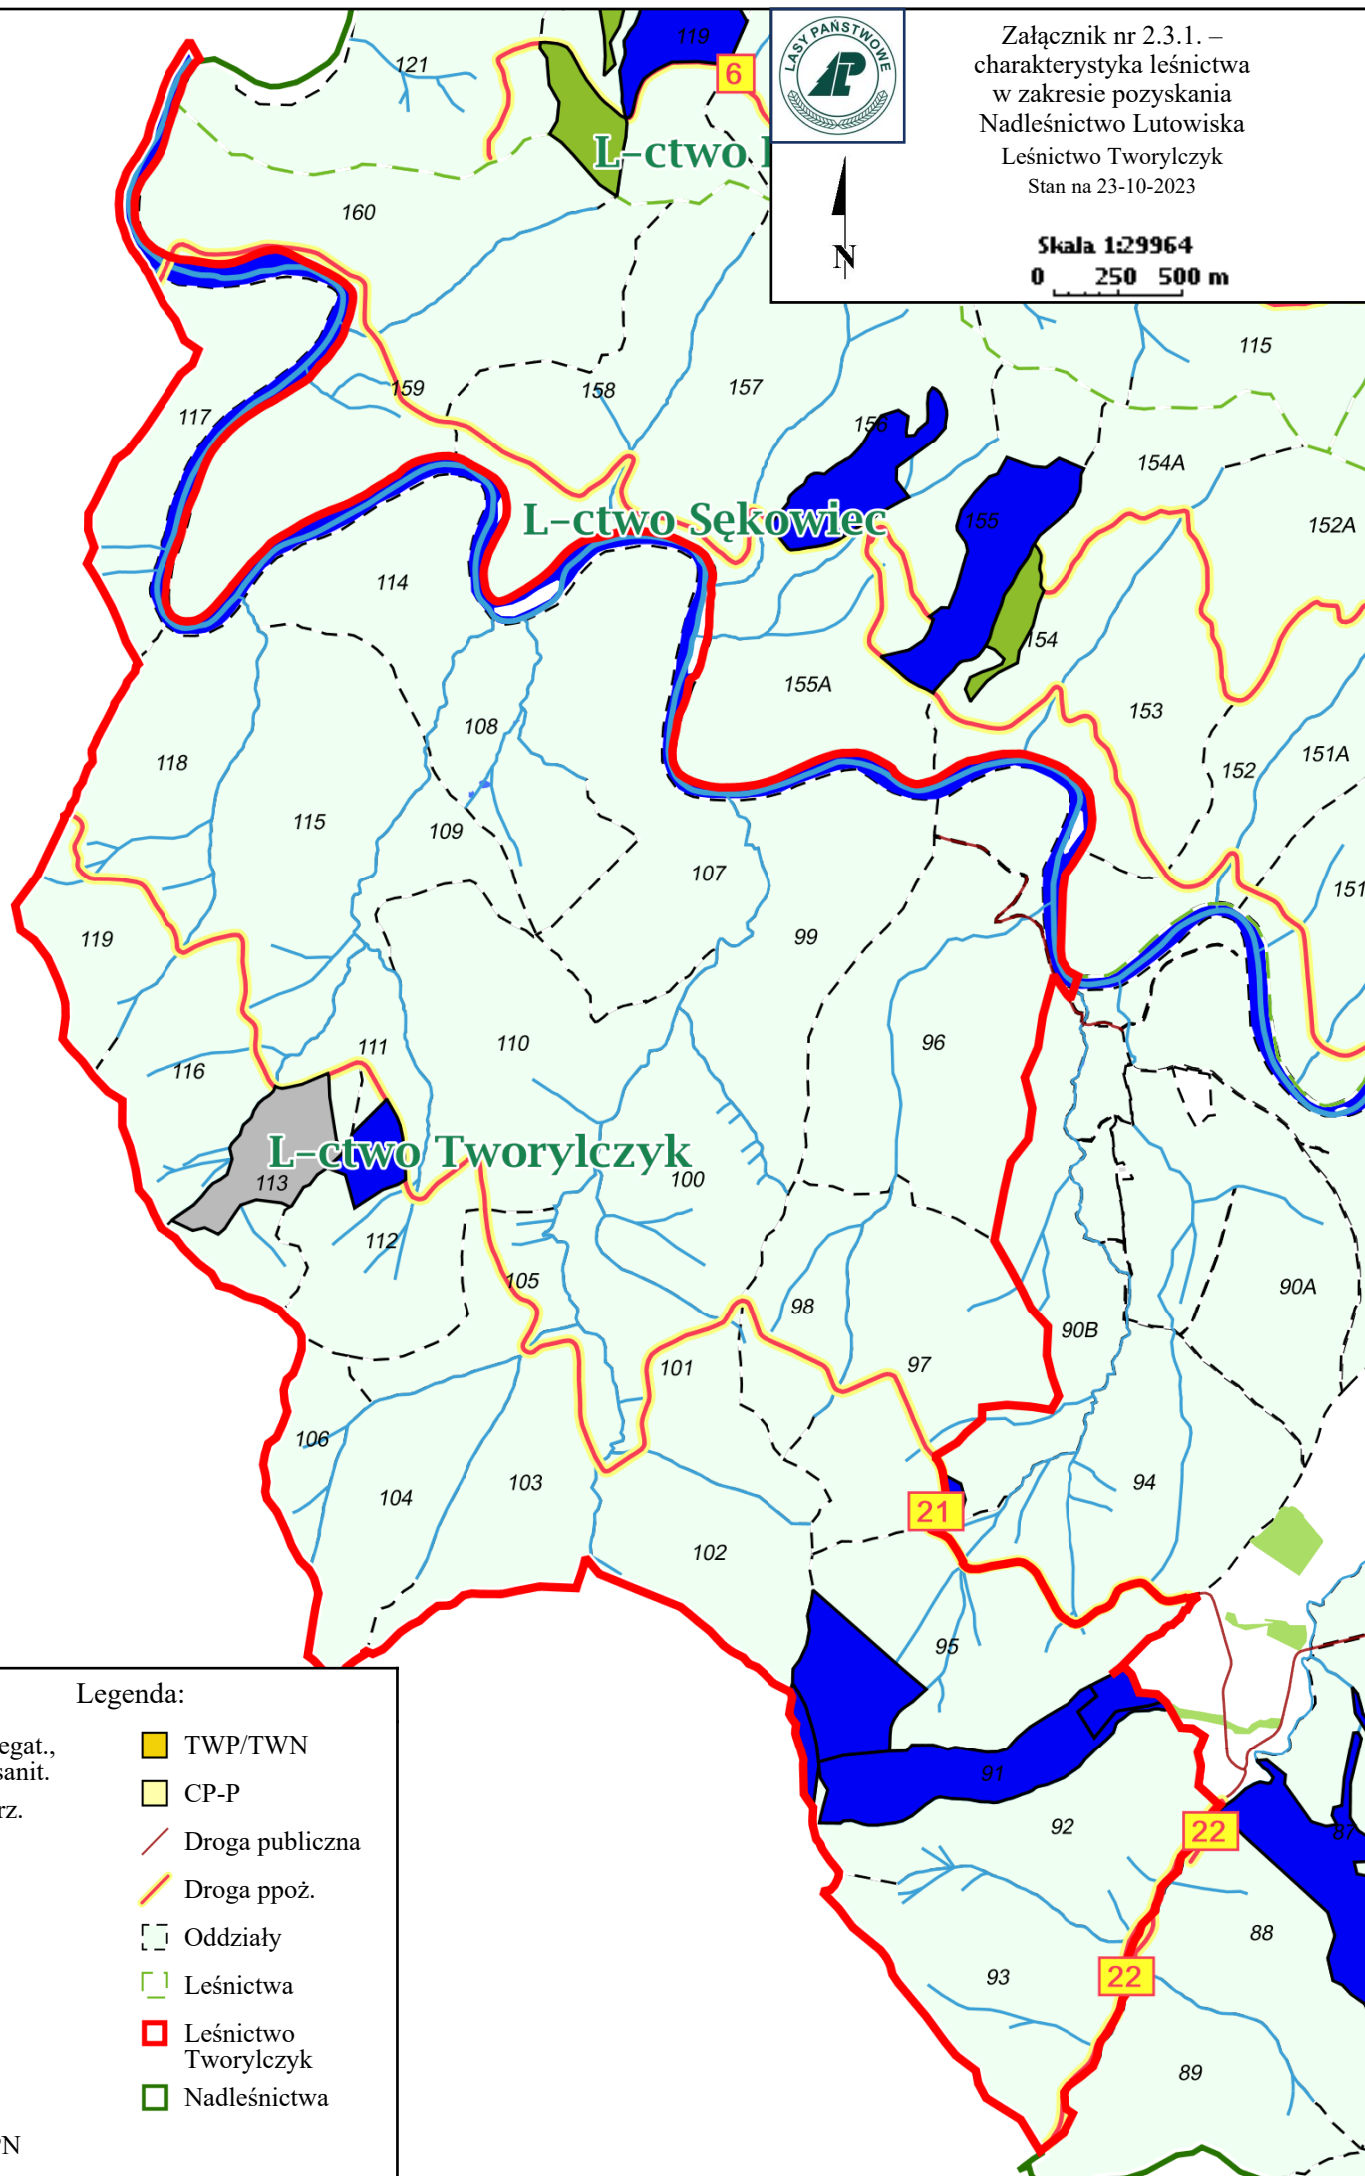 LASY PAŃSTWOWE
Załącznik nr 2.3.1. –
charakterystyka leśnictwa
w zakresie pozyskania
Nadleśnictwo Lutowiska
Leśnictwo Tworylczyk
Stan na 23-10-2023
Skala 1:29964
0 250 500 m
N
119
6
121
L-ctwo
160
115
117
159
158
157
156
154A
152A
155
L-ctwo Sękowiec
114
154
155A
153
108
118
152
151A
115
109
107
151
119
99
96
110
111
116
L-ctwo Tworylczyk
113
100
112
105
98
90A
90B
97
101
106
104
103
94
21
102
95
91
92
22
87
88
93
22
89
Legenda:
egat.,
sanit.
rz.
TWP/TWN
CP-P
Droga publiczna
Droga ppoż.
Oddziały
Leśnictwa
Leśnictwo
Tworylczyk
Nadleśnictwa
N